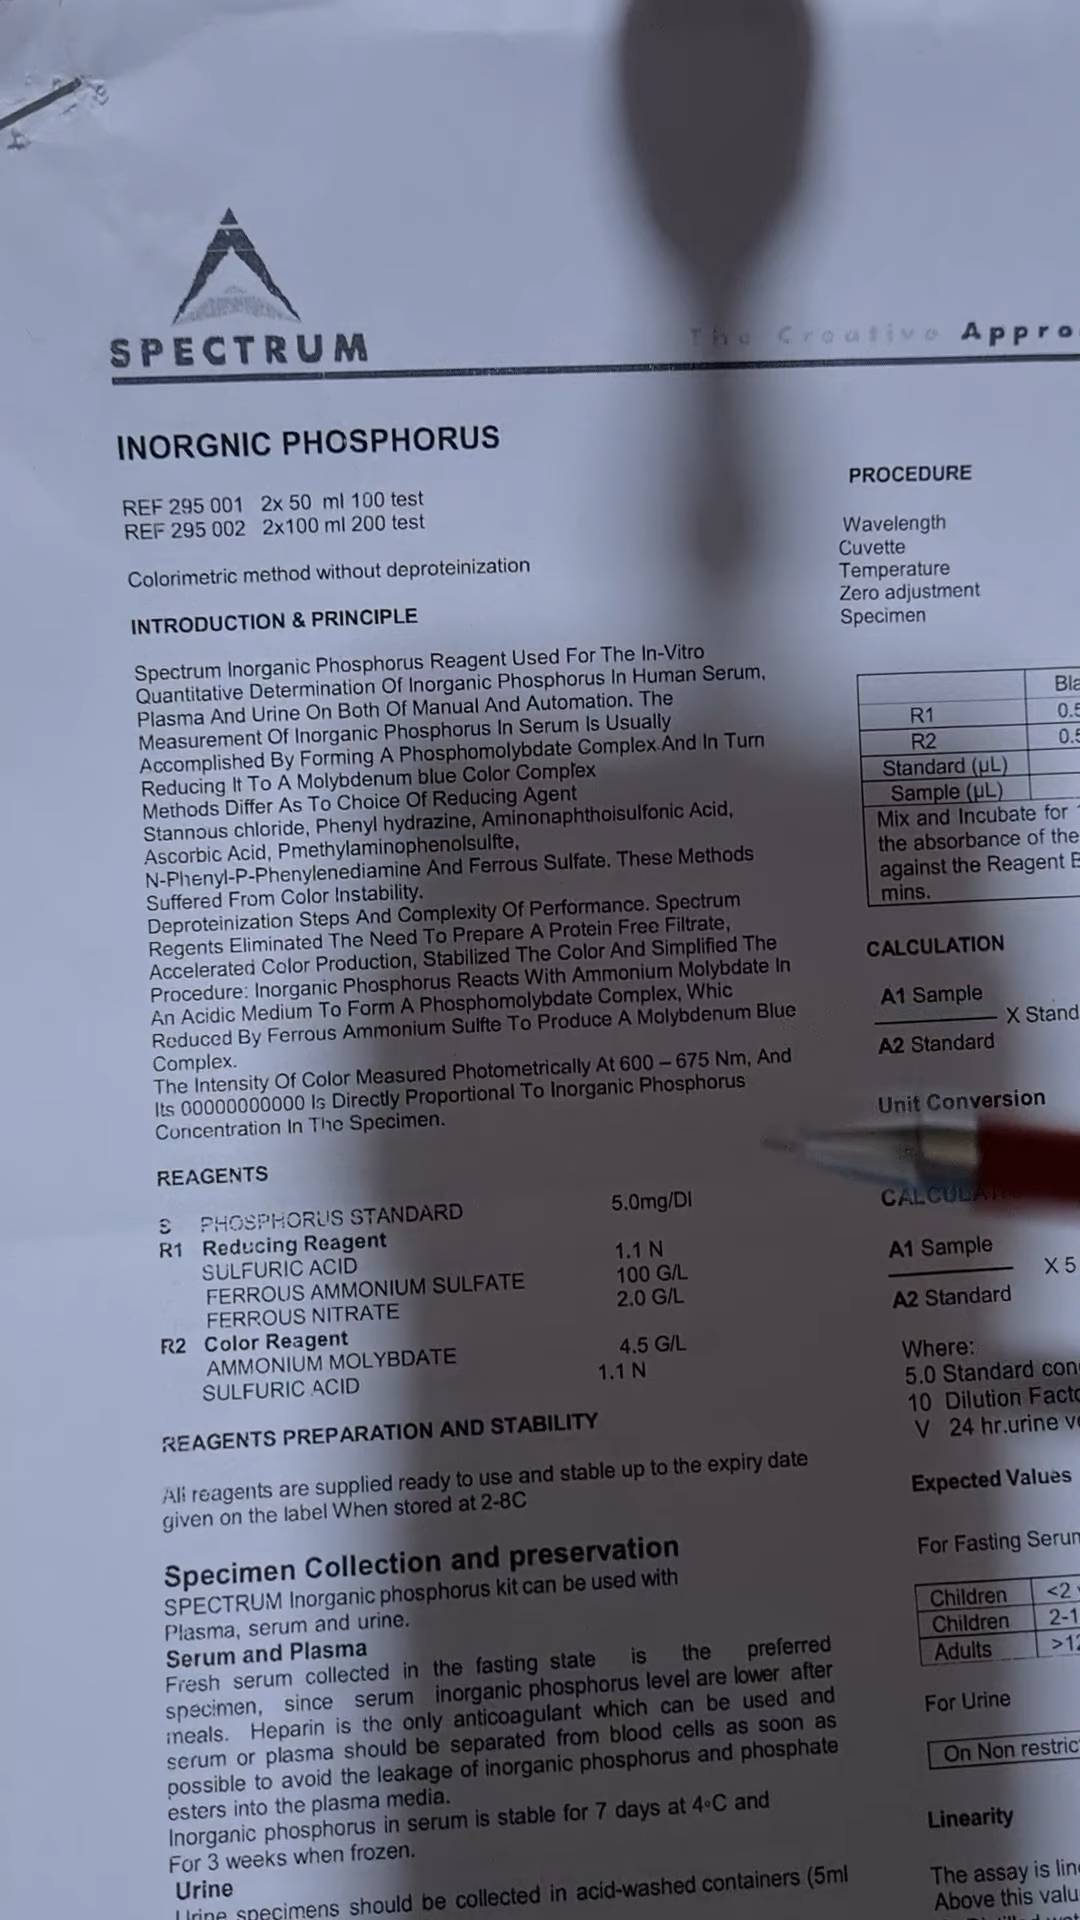 SPECTRUM
The Creative Appro
INORGNIC PHOSPHORUS
REF 295 001 2x 50 ml 100 test
REF 295 002 2x100 ml 200 test
Colorimetric method without deproteinization
INTRODUCTION & PRINCIPLE
Spectrum Inorganic Phosphorus Reagent Used For The In-Vitro
Quantitative Determination Of Inorganic Phosphorus In Human Serum,
Plasma And Urine On Both Of Manual And Automation. The
Measurement Of Inorganic Phosphorus In Serum Is Usually
Accomplished By Forming A Phosphomolybdate Complex And In Turn
Reducing It To A Molybdenum blue Color Complex
Methods Differ As To Choice Of Reducing Agent
Stannous chloride, Phenyl hydrazine, Aminonaphthoisulfonic Acid,
Ascorbic Acid, Pmethylaminophenolsulfte,
N-Phenyl-P-Phenylenediamine And Ferrous Sulfate. These Methods
Suffered From Color Instability.
Deproteinization Steps And Complexity Of Performance. Spectrum
Regents Eliminated The Need To Prepare A Protein Free Filtrate,
Accelerated Color Production, Stabilized The Color And Simplified The
Procedure: Inorganic Phosphorus Reacts With Ammonium Molybdate In
An Acidic Medium To Form A Phosphomolybdate Complex, Whic
Reduced By Ferrous Ammonium Sulfte To Produce A Molybdenum Blue
Complex.
The Intensity Of Color Measured Photometrically At 600 – 675 Nm, And
Its 00000000000 Is Directly Proportional To Inorganic Phosphorus
Concentration In The Specimen.
REAGENTS
S PHOSPHORUS STANDARD 5.0mg/Dl
R1 Reducing Reagent
SULFURIC ACID 1.1 N
FERROUS AMMONIUM SULFATE 100 G/L
FERROUS NITRATE 2.0 G/L
R2 Color Reagent
AMMONIUM MOLYBDATE 4.5 G/L
SULFURIC ACID 1.1 N
REAGENTS PREPARATION AND STABILITY
All reagents are supplied ready to use and stable up to the expiry date
given on the label When stored at 2-8C
Specimen Collection and preservation
SPECTRUM Inorganic phosphorus kit can be used with
Plasma, serum and urine.
Serum and Plasma
Fresh serum collected in the fasting state is the preferred
specimen, since serum inorganic phosphorus level are lower after
meals. Heparin is the only anticoagulant which can be used and
serum or plasma should be separated from blood cells as soon as
possible to avoid the leakage of inorganic phosphorus and phosphate
esters into the plasma media.
Inorganic phosphorus in serum is stable for 7 days at 4°C and
For 3 weeks when frozen.
Urine
Urine specimens should be collected in acid-washed containers (5ml
PROCEDURE
Wavelength
Cuvette
Temperature
Zero adjustment
Specimen
Bla
R1 0.5
R2 0.5
Standard (µL)
Sample (µL)
Mix and Incubate for
the absorbance of the
against the Reagent B
mins.
CALCULATION
A1 Sample
X Stand
A2 Standard
Unit Conversion
CALCULA
A1 Sample
X 5
A2 Standard
Where:
5.0 Standard con
10 Dilution Facto
V 24 hr.urine v
Expected Values
For Fasting Serum
Children <2
Children 2-1
Adults >12
For Urine
On Non restric
Linearity
The assay is lin
Above this valu